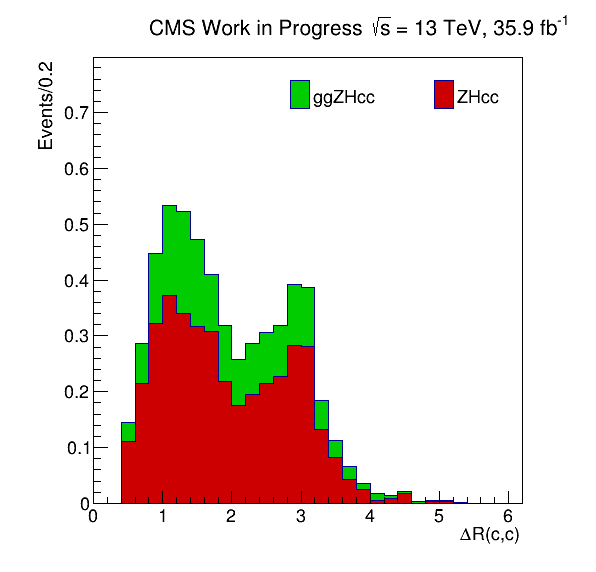 CMS Work in Progress √s = 13 TeV, 35.9 fb⁻¹
Events/0.2
ggZHcc ZHcc
0.7
0.6
0.5
0.4
0.3
0.2
0.1
0
0 1 2 3 4 5 6
ΔR(c,c)